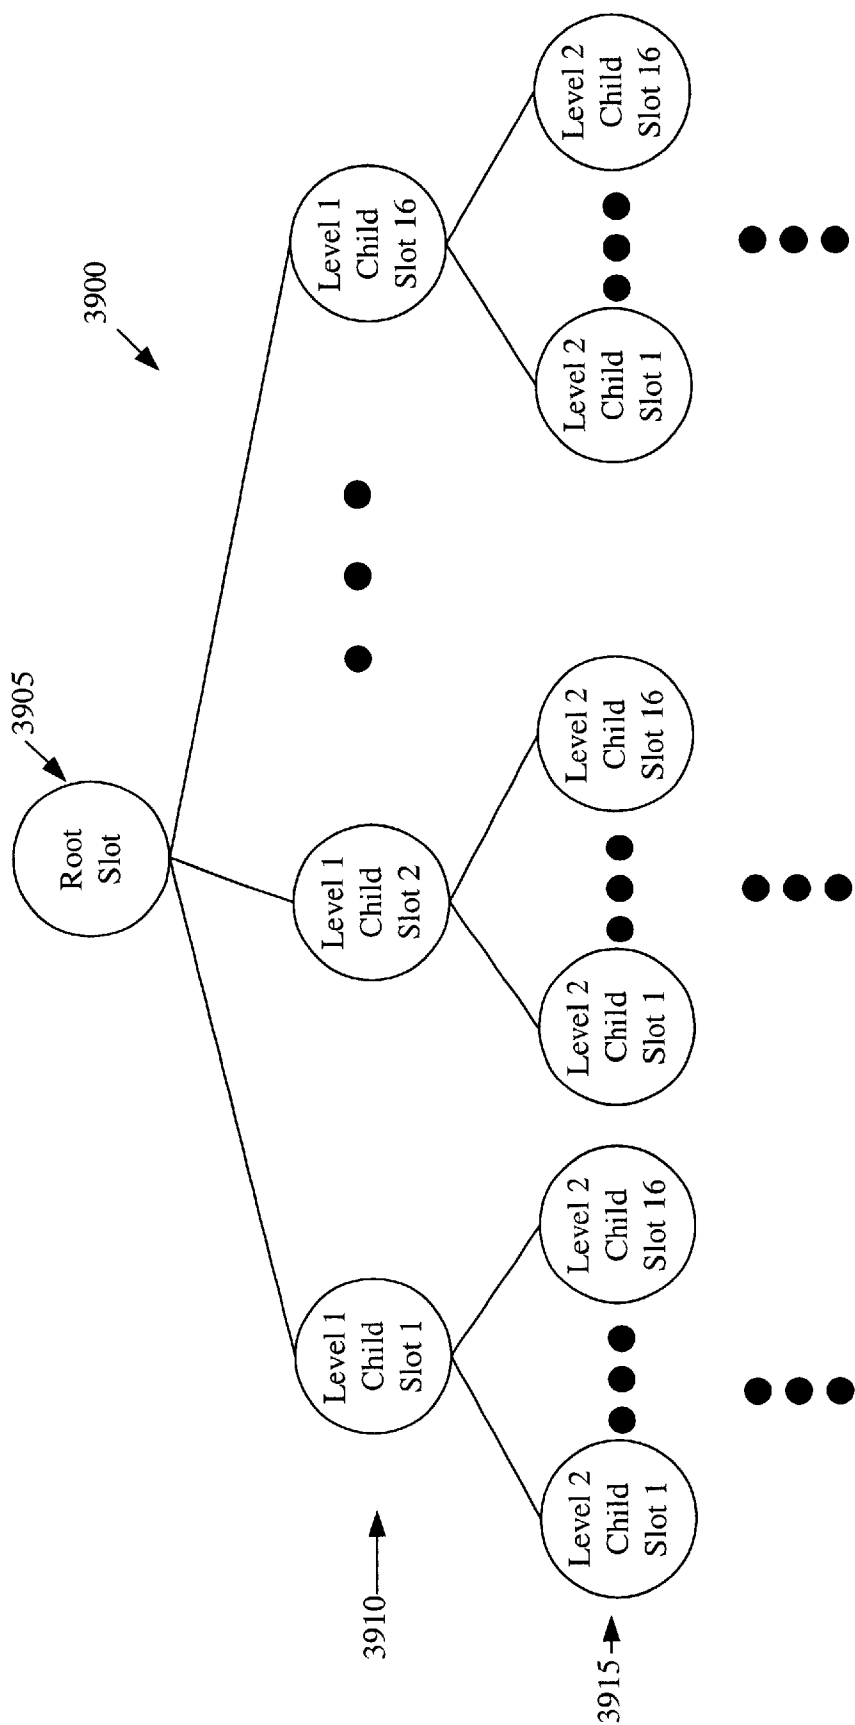 3900
3905
Root
Slot
3910
Level 1
Child
Slot 1
Level 1
Child
Slot 2
Level 1
Child
Slot 16
3915
Level 2
Child
Slot 1
Level 2
Child
Slot 16
Level 2
Child
Slot 1
Level 2
Child
Slot 16
Level 2
Child
Slot 1
Level 2
Child
Slot 16